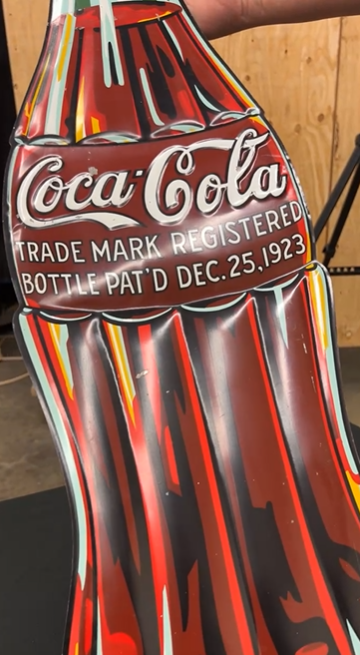 Coca-Cola
TRADE MARK REGISTERED
BOTTLE PAT'D DEC. 25, 1923